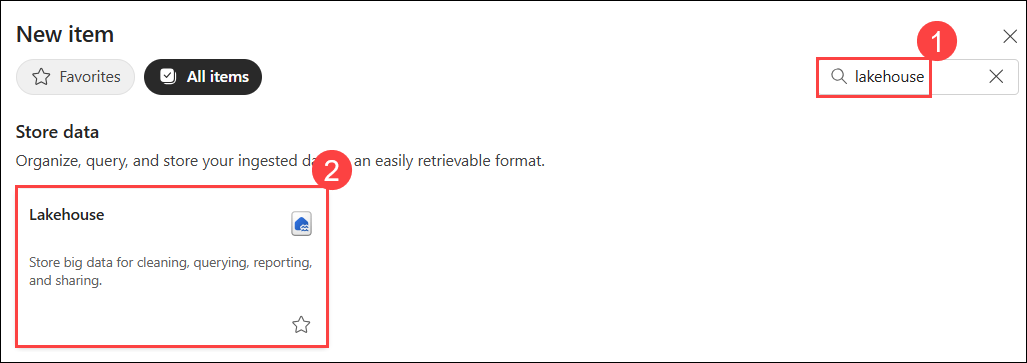 New item
1
Favorites
All items
lakehouse
Store data
Organize, query, and store your ingested da an easily retrievable format.
2
Lakehouse
Store big data for cleaning, querying, reporting,
and sharing.